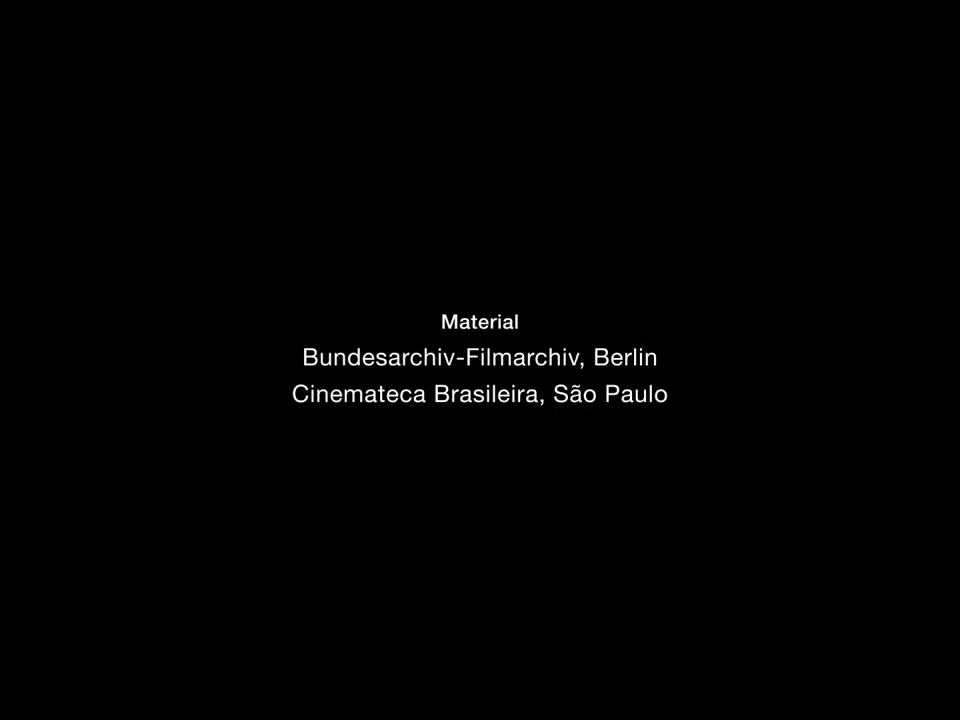 Material
Bundesarchiv-Filmarchiv, Berlin
Cinemateca Brasileira, São Paulo